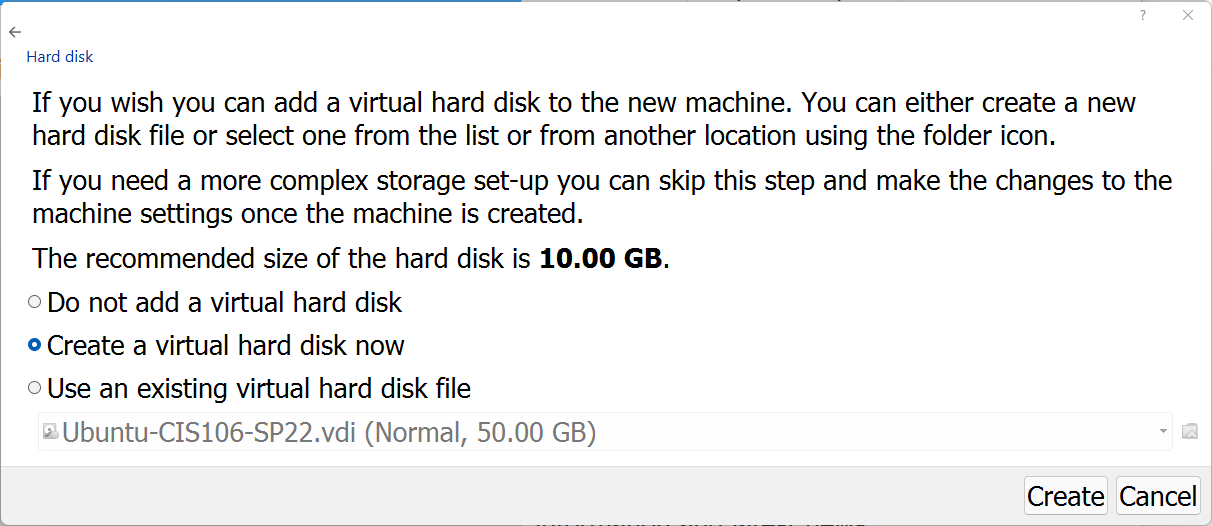 ?
Hard disk
If you wish you can add a virtual hard disk to the new machine. You can either create a new
hard disk file or select one from the list or from another location using the folder icon.
If you need a more complex storage set-up you can skip this step and make the changes to the
machine settings once the machine is created.
The recommended size of the hard disk is 10.00 GB.
Do not add a virtual hard disk
Create a virtual hard disk now
Use an existing virtual hard disk file
Ubuntu-CIS106-SP22.vdi (Normal, 50.00 GB)
Create Cancel